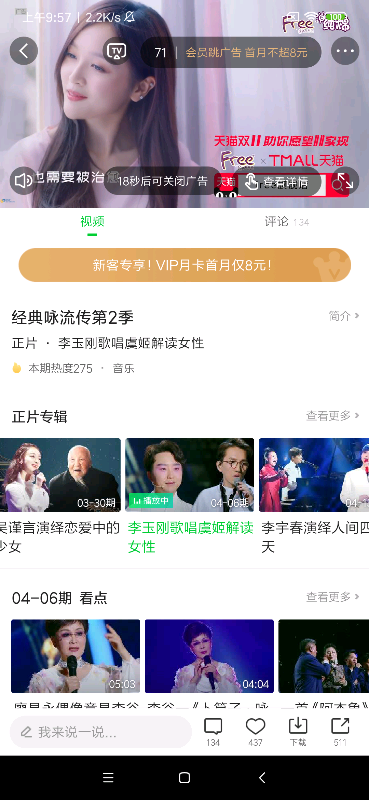 上午9:57 | 2.2K/s
Free
TV
71 | 会员跳广告 首月不超8元
天猫双11 助你愿望11实现
Free × TMALL天猫
也需要被治愈
18秒后可关闭广告
天猫
查看详情
视频
评论 134
新客专享！VIP月卡首月仅8元！
经典咏流传第2季
简介 >
正片 · 李玉刚歌唱虞姬解读女性
本期热度275 · 音乐
正片专辑
查看更多 >
03-30期
播放中
04-06期
04-1
吴谨言演绎恋爱中的
少女
李玉刚歌唱虞姬解读
女性
李宇春演绎人间四
天
04-06期 看点
查看更多 >
05:03
04:04
我来说一说...
134
437
下载
511